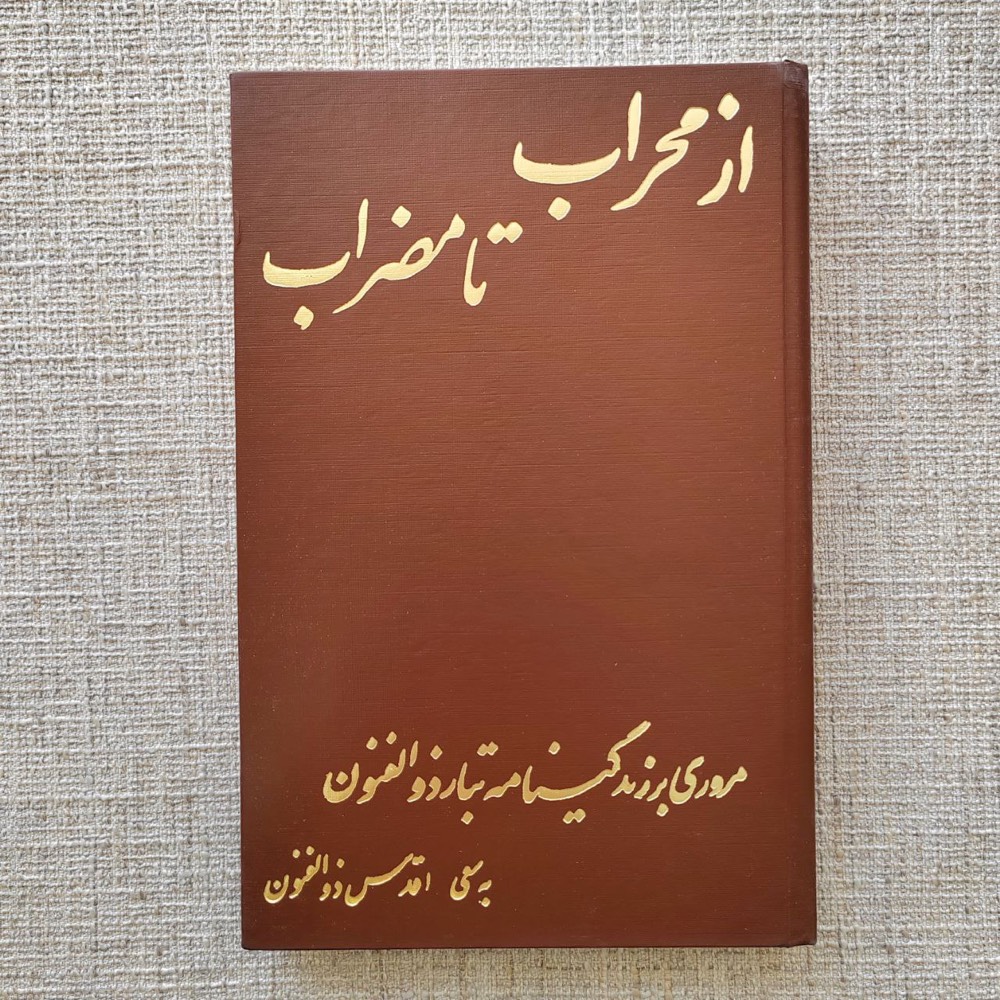 از محراب
تا مضراب
مروری بر زندگینامه تبار ذوالفنون
به سعی اقدس ذوالفنون